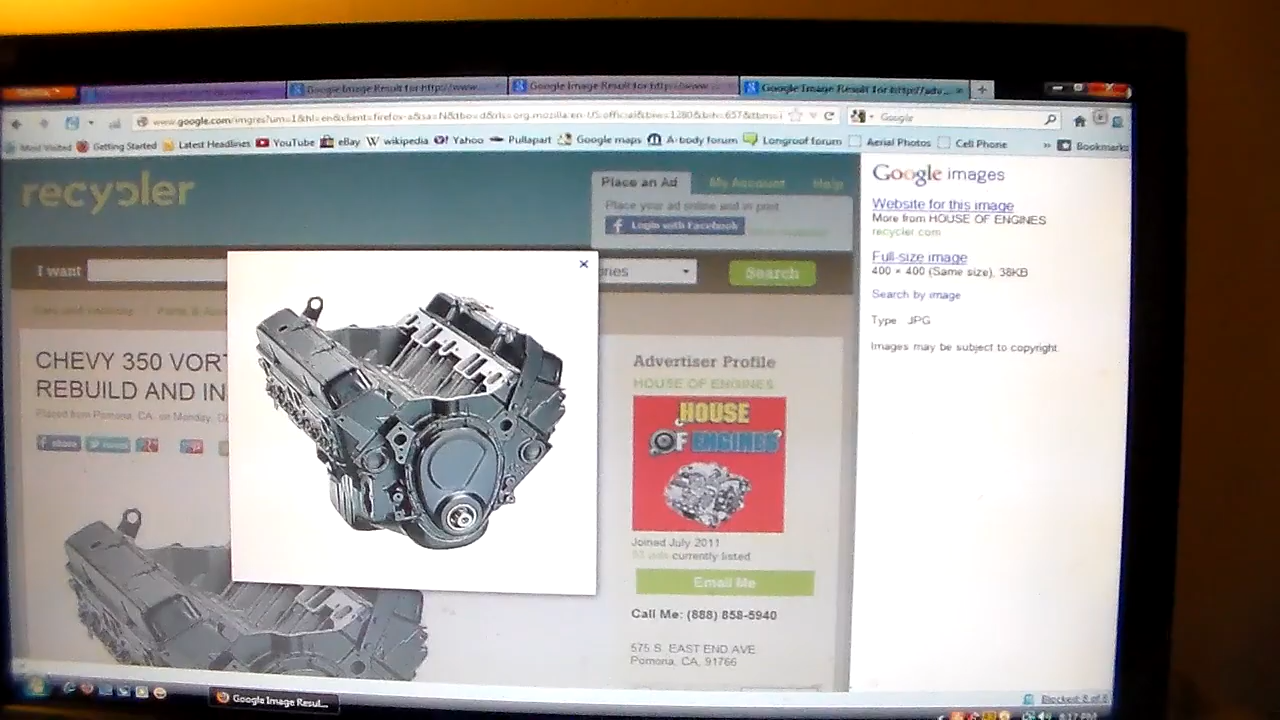 Google Image Result for http://www...
Google Image Result for http://www...
Google Image Result for http://adv...
Google
Most Visited
Getting Started
Latest Headlines
YouTube
eBay
wikipedia
Yahoo
Pullapart
Google maps
A-body forum
Longroof forum
Aerial Photos
Cell Phone
Bookmarks
recycler
Place an Ad
My Account
Help
Place your ad online and in print
Login with Facebook
I want
Search
CHEVY 350 VORT
REBUILD AND IN
Placed from Pomona, CA, on Monday,
share
Advertiser Profile
HOUSE OF ENGINES
HOUSE
OF ENGINES
Joined July 2011
currently listed
Email Me
Call Me: (888) 858-5940
575 S. EAST END AVE
Pomona, CA, 91766
Google images
Website for this image
More from HOUSE OF ENGINES
recycler.com
Full-size image
400 × 400 (Same size), 38KB
Search by image
Type JPG
Images may be subject to copyright.
Google Image Resul...
8:37 PM